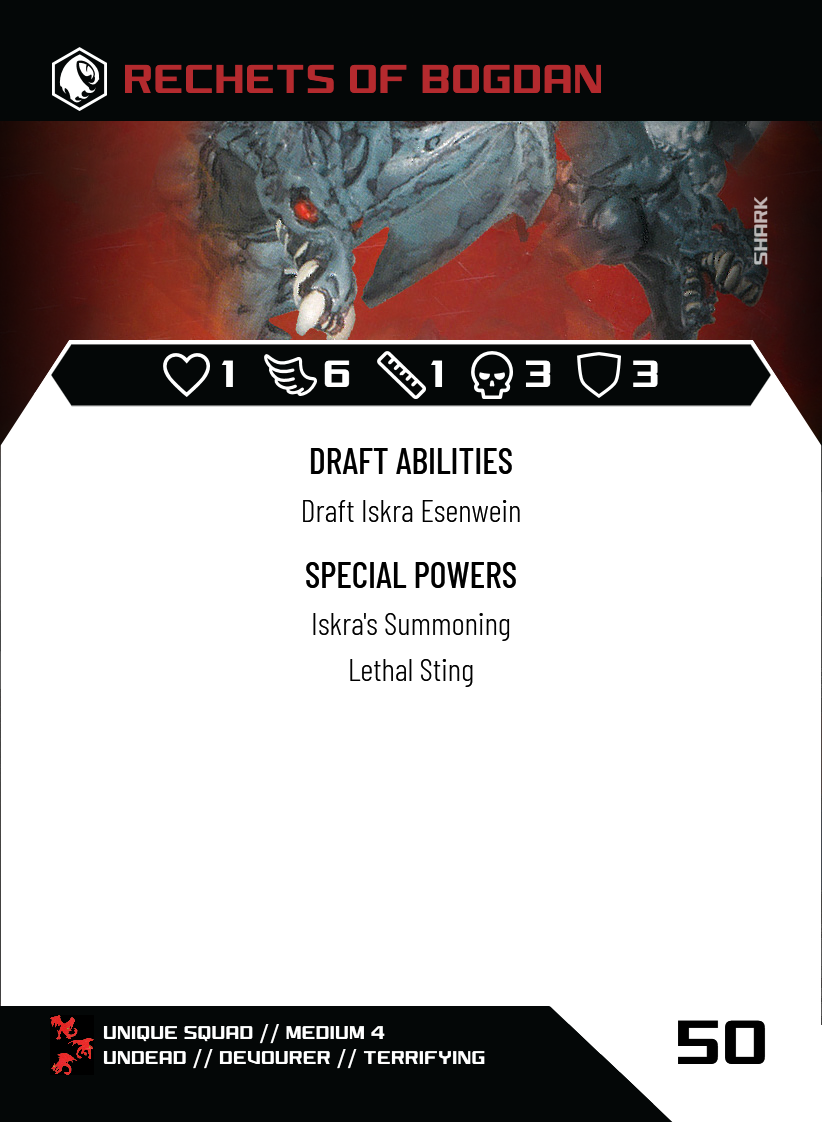 RECHETS OF BOGDAN
SHARK
1 6 1 3 3
DRAFT ABILITIES
Draft Iskra Esenwein
SPECIAL POWERS
Iskra's Summoning
Lethal Sting
UNIQUE SQUAD // MEDIUM 4
UNDEAD // DEVOURER // TERRIFYING
50